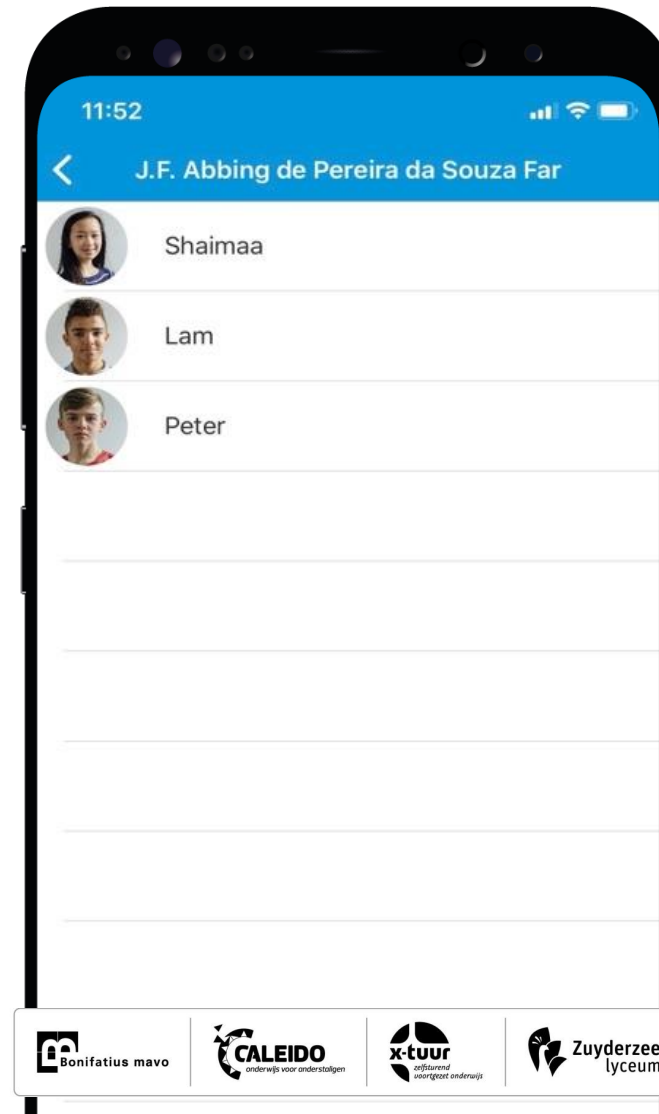 11:52
J.F. Abbing de Pereira da Souza Far
Shaimaa
Lam
Peter
Bonifatius mavo
CALEIDO
onderwijs voor anderstaligen
x-tuur
zelfsturend
voortgezet onderwijs
Zuyderzee
lyceum